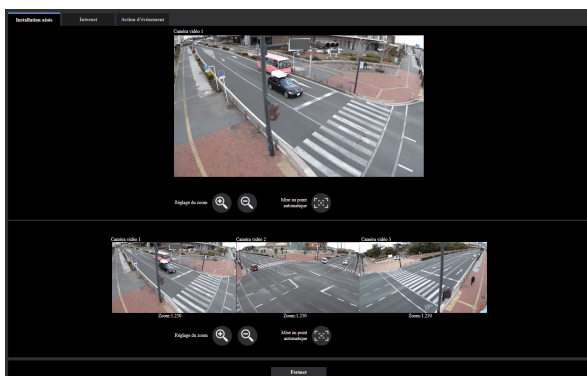 Installation aisée
Internet
Action d'événement
Caméra vidéo 1
Réglage du zoom
Mise au point
automatique
Caméra vidéo 1
Caméra vidéo 2
Caméra vidéo 3
Zoom:1.250
Zoom:1.250
Zoom:1.250
Réglage du zoom
Mise au point
automatique
Fermer